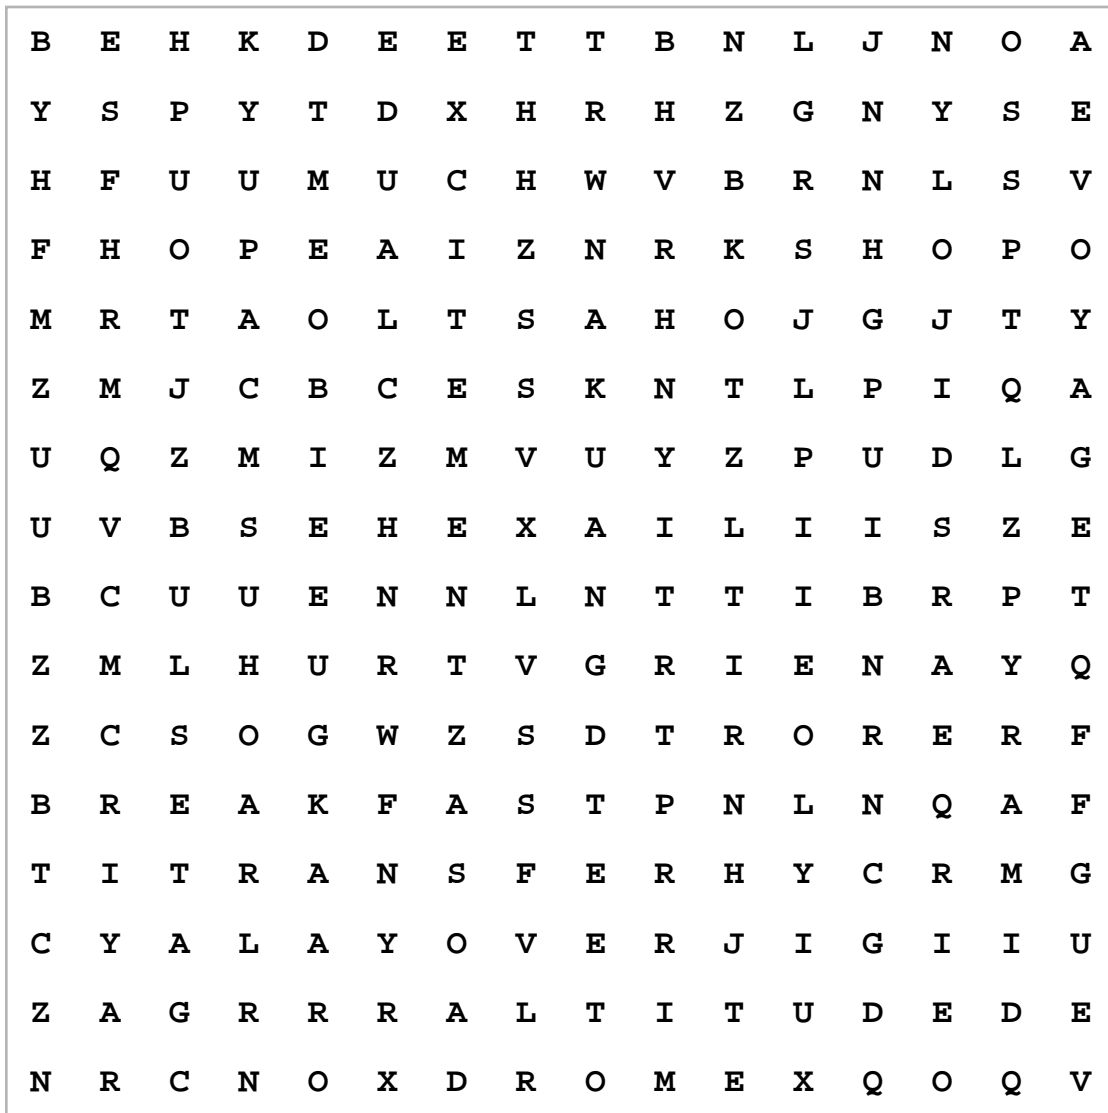 B E H K D E E T T B N L J N O A
Y S P Y T D X H R H Z G N Y S E
H F U U M U C H W V B R N L S V
F H O P E A I Z N R K S H O P O
M R T A O L T S A H O J G J T Y
Z M J C B C E S K N T L P I Q A
U Q Z M I Z M V U Y Z P U D L G
U V B S E H E X A I L I I S Z E
B C U U E N N L N T T I B R P T
Z M L H U R T V G R I E N A Y Q
Z C S O G W Z S D T R O R E R F
B R E A K F A S T P N L N Q A F
T I T R A N S F E R H Y C R M G
C Y A L A Y O V E R J I G I I U
Z A G R R R A L T I T U D E D E
N R C N O X D R O M E X Q O Q V